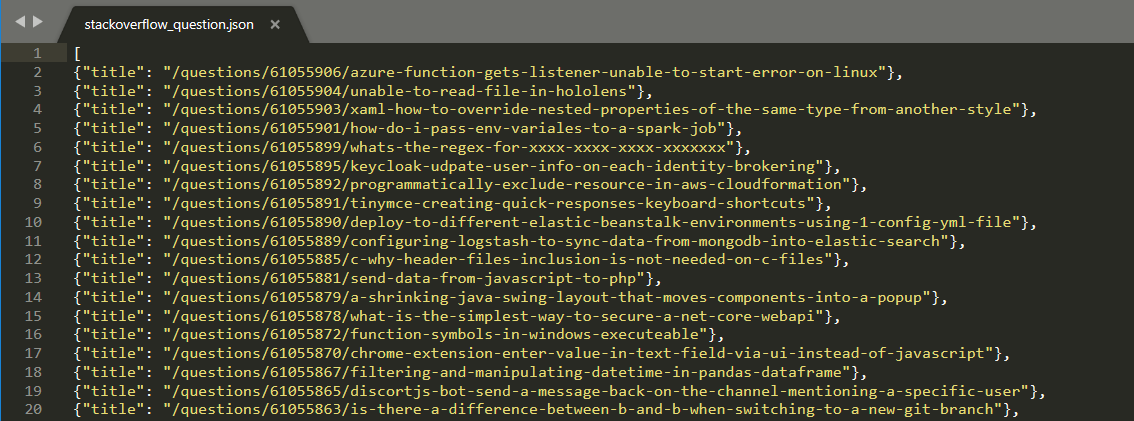 stackoverflow_question.json ×
1 [
2 {"title": "/questions/61055906/azure-function-gets-listener-unable-to-start-error-on-linux"},
3 {"title": "/questions/61055904/unable-to-read-file-in-hololens"},
4 {"title": "/questions/61055903/xaml-how-to-override-nested-properties-of-the-same-type-from-another-style"},
5 {"title": "/questions/61055901/how-do-i-pass-env-variales-to-a-spark-job"},
6 {"title": "/questions/61055899/whats-the-regex-for-xxxx-xxxx-xxxx-xxxxxxx"},
7 {"title": "/questions/61055895/keycloak-udpate-user-info-on-each-identity-brokering"},
8 {"title": "/questions/61055892/programmatically-exclude-resource-in-aws-cloudformation"},
9 {"title": "/questions/61055891/tinymce-creating-quick-responses-keyboard-shortcuts"},
10 {"title": "/questions/61055890/deploy-to-different-elastic-beanstalk-environments-using-1-config-yml-file"},
11 {"title": "/questions/61055889/configuring-logstash-to-sync-data-from-mongodb-into-elastic-search"},
12 {"title": "/questions/61055885/c-why-header-files-inclusion-is-not-needed-on-c-files"},
13 {"title": "/questions/61055881/send-data-from-javascript-to-php"},
14 {"title": "/questions/61055879/a-shrinking-java-swing-layout-that-moves-components-into-a-popup"},
15 {"title": "/questions/61055878/what-is-the-simplest-way-to-secure-a-net-core-webapi"},
16 {"title": "/questions/61055872/function-symbols-in-windows-executeable"},
17 {"title": "/questions/61055870/chrome-extension-enter-value-in-text-field-via-ui-instead-of-javascript"},
18 {"title": "/questions/61055867/filtering-and-manipulating-datetime-in-pandas-dataframe"},
19 {"title": "/questions/61055865/discortjs-bot-send-a-message-back-on-the-channel-mentioning-a-specific-user"},
20 {"title": "/questions/61055863/is-there-a-difference-between-b-and-b-when-switching-to-a-new-git-branch"},